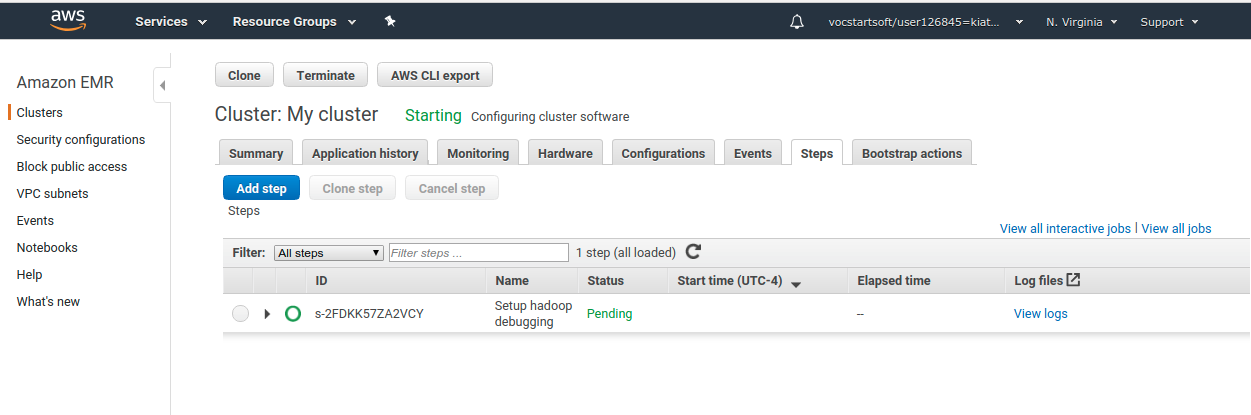 aws Services Resource Groups vocstartsoft/user126845=kiat... N. Virginia Support
Amazon EMR
Clusters
Security configurations
Block public access
VPC subnets
Events
Notebooks
Help
What's new
Clone Terminate AWS CLI export
Cluster: My cluster Starting Configuring cluster software
Summary Application history Monitoring Hardware Configurations Events Steps Bootstrap actions
Add step Clone step Cancel step
Steps
View all interactive jobs | View all jobs
Filter: All steps Filter steps ... 1 step (all loaded)
ID Name Status Start time (UTC-4) Elapsed time Log files
s-2FDKK57ZA2VCY Setup hadoop Pending -- View logs
debugging